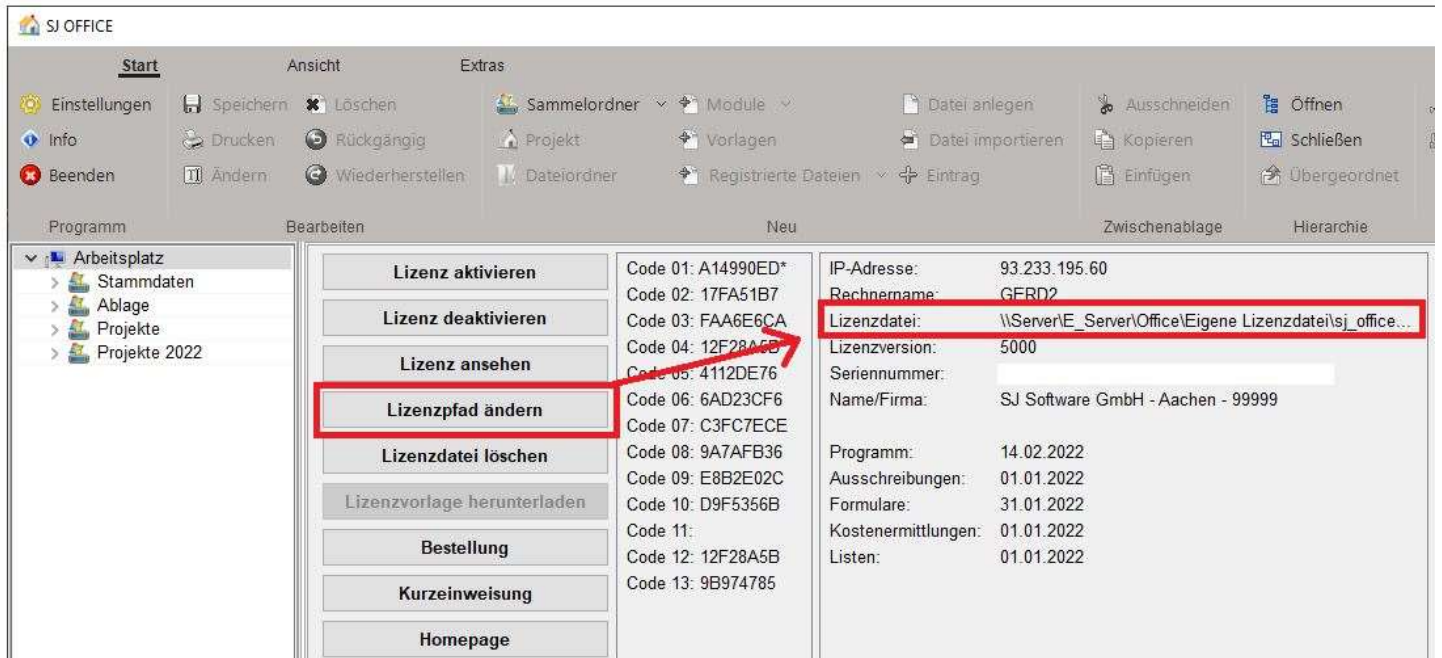 SJ OFFICE
Start Ansicht Extras
Einstellungen Speichern Löschen Sammelordner Module Datei anlegen Ausschneiden Öffnen
Info Drucken Rückgängig Projekt Vorlagen Datei importieren Kopieren Schließen
Beenden Ändern Wiederherstellen Dateiordner Registrierte Dateien Eintrag Einfügen Übergeordnet
Programm Bearbeiten Neu Zwischenablage Hierarchie
Arbeitsplatz
Stammdaten
Ablage
Projekte
Projekte 2022
Lizenz aktivieren
Lizenz deaktivieren
Lizenz ansehen
Lizenzpfad ändern
Lizenzdatei löschen
Lizenzvorlage herunterladen
Bestellung
Kurzeinweisung
Homepage
Code 01: A14990ED*
Code 02: 17FA51B7
Code 03: FAA6E6CA
Code 04: 12F28A5B*
Code 05: 4112DE76
Code 06: 6AD23CF6
Code 07: C3FC7ECE
Code 08: 9A7AFB36
Code 09: E8B2E02C
Code 10: D9F5356B
Code 11:
Code 12: 12F28A5B
Code 13: 9B974785
IP-Adresse: 93.233.195.60
Rechnername: GERD2
Lizenzdatei: \\Server\E_Server\Office\Eigene Lizenzdatei\sj_office...
Lizenzversion: 5000
Seriennummer:
Name/Firma: SJ Software GmbH - Aachen - 99999
Programm: 14.02.2022
Ausschreibungen: 01.01.2022
Formulare: 31.01.2022
Kostenermittlungen: 01.01.2022
Listen: 01.01.2022